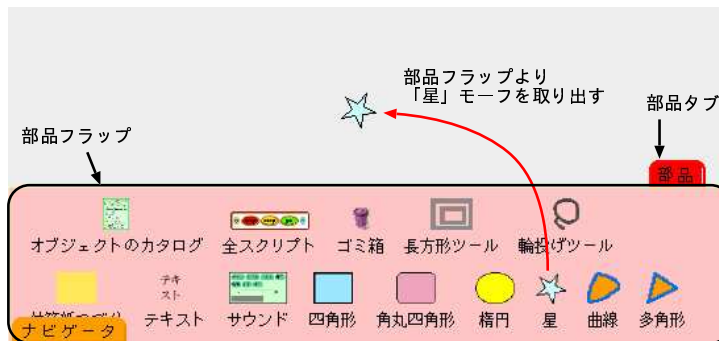 部品フラップより
「星」モーフを取り出す
部品タブ
部品フラップ
部品
オブジェクトのカタログ 全スクリプト ゴミ箱 長方形ツール 輪投げツール
テキ
スト
テキスト サウンド 四角形 角丸四角形 楕円 星 曲線 多角形
ナビゲータ